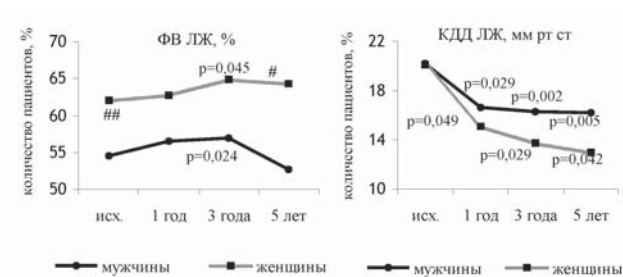 ФВ ЛЖ, %
количество пациентов, %
70
65
60
55
50
p=0,045
#
##
p=0,024
исх. 1 год 3 года 5 лет
мужчины женщины
КДД ЛЖ, мм рт ст
количество пациентов, %
22
18
14
10
p=0,029
p=0,002
p=0,005
p=0,049
p=0,029
p=0,042
исх. 1 год 3 года 5 лет
мужчины женщины